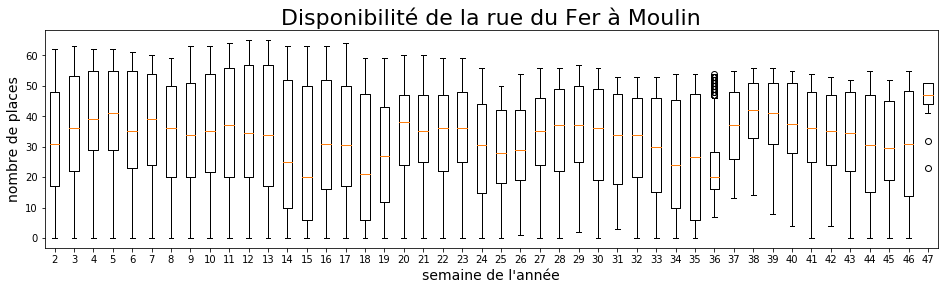 Disponibilité de la rue du Fer à Moulin
nombre de places
60
50
40
30
20
10
0
2 3 4 5 6 7 8 9 10 11 12 13 14 15 16 17 18 19 20 21 22 23 24 25 26 27 28 29 30 31 32 33 34 35 36 37 38 39 40 41 42 43 44 45 46 47
semaine de l'année